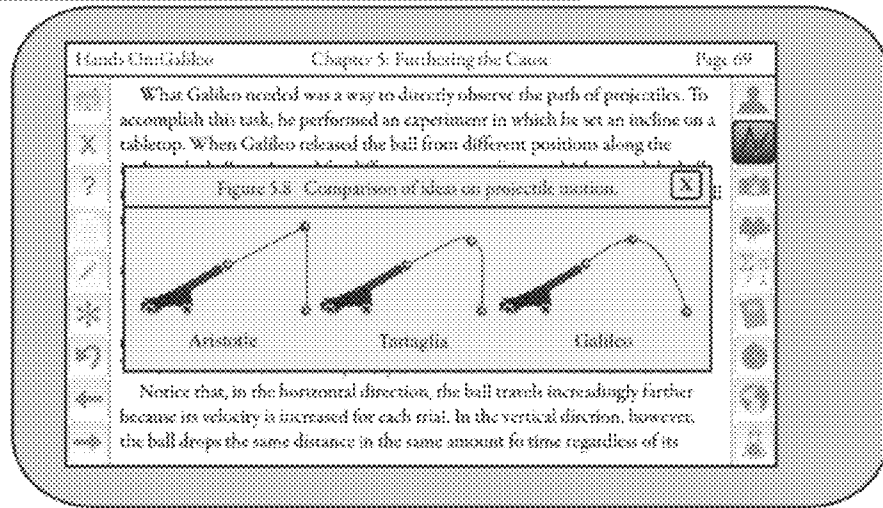 Hands On:Galileo Chapter 5: Furthering the Cause Page 69
What Galileo needed was a way to directly observe the path of projectiles. To
accomplish this task, he performed an experiment in which he set an incline on a
tabletop. When Galileo released the ball from different positions along the
Figure 5.8 Comparison of ideas on projectile motion.
X
X
?
Aristotle Tartaglia Galileo
Notice that, in the horizontal direction, the ball travels increasingly farther
because its velocity is increased for each trial. In the vertical dirction, however,
the ball drops the same distance in the same amount fo time regardless of its